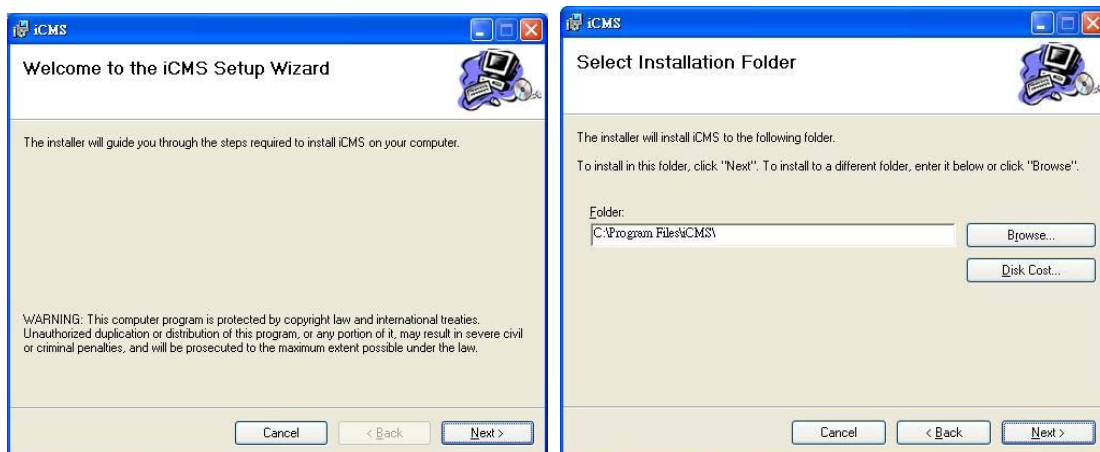 iCMS
Welcome to the iCMS Setup Wizard
The installer will guide you through the steps required to install iCMS on your computer.
WARNING: This computer program is protected by copyright law and international treaties.
Unauthorized duplication or distribution of this program, or any portion of it, may result in severe civil
or criminal penalties, and will be prosecuted to the maximum extent possible under the law.
Cancel
< Back
Next >
iCMS
Select Installation Folder
The installer will install iCMS to the following folder.
To install in this folder, click "Next". To install to a different folder, enter it below or click "Browse".
Folder:
C:\Program Files\iCMS\
Browse...
Disk Cost...
Cancel
< Back
Next >